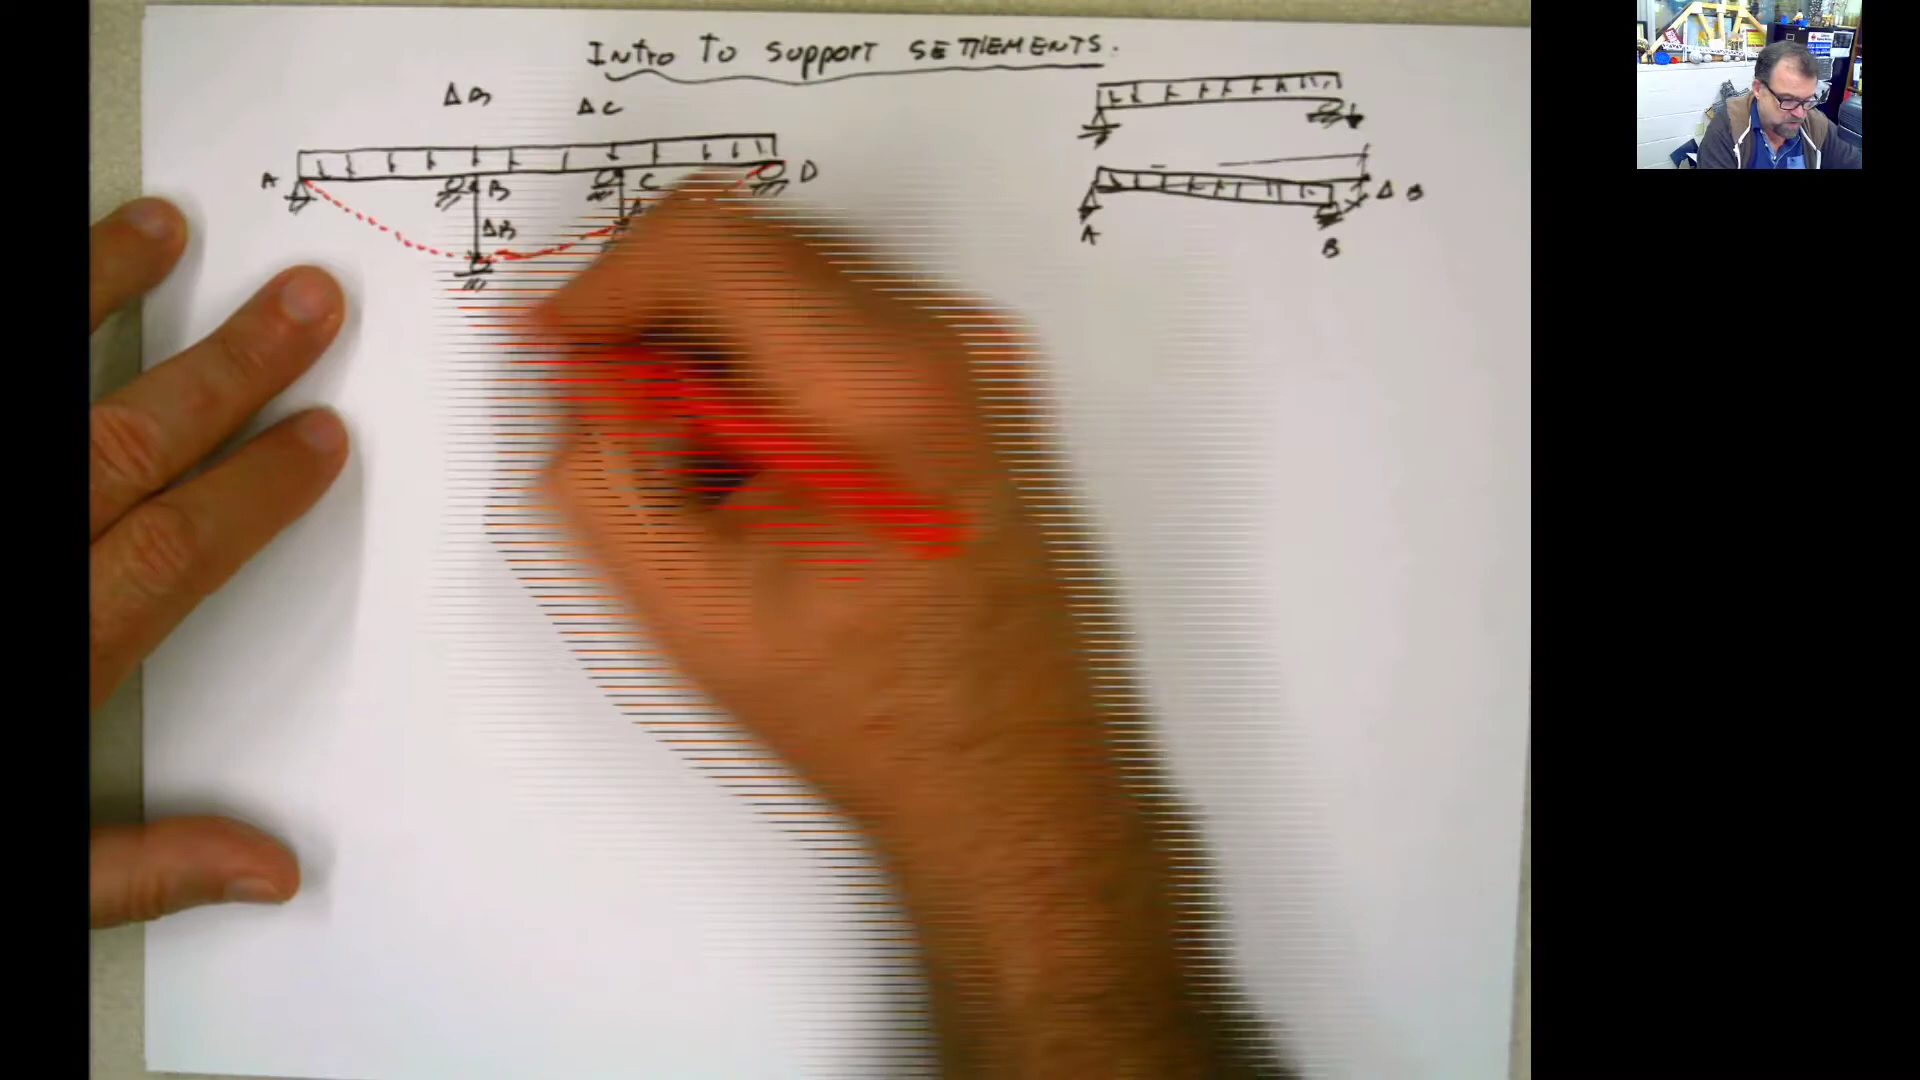 Intro To Support SETTLEMENTS.
ΔB
ΔC
A
B
C
D
ΔB
ΔB
A
B